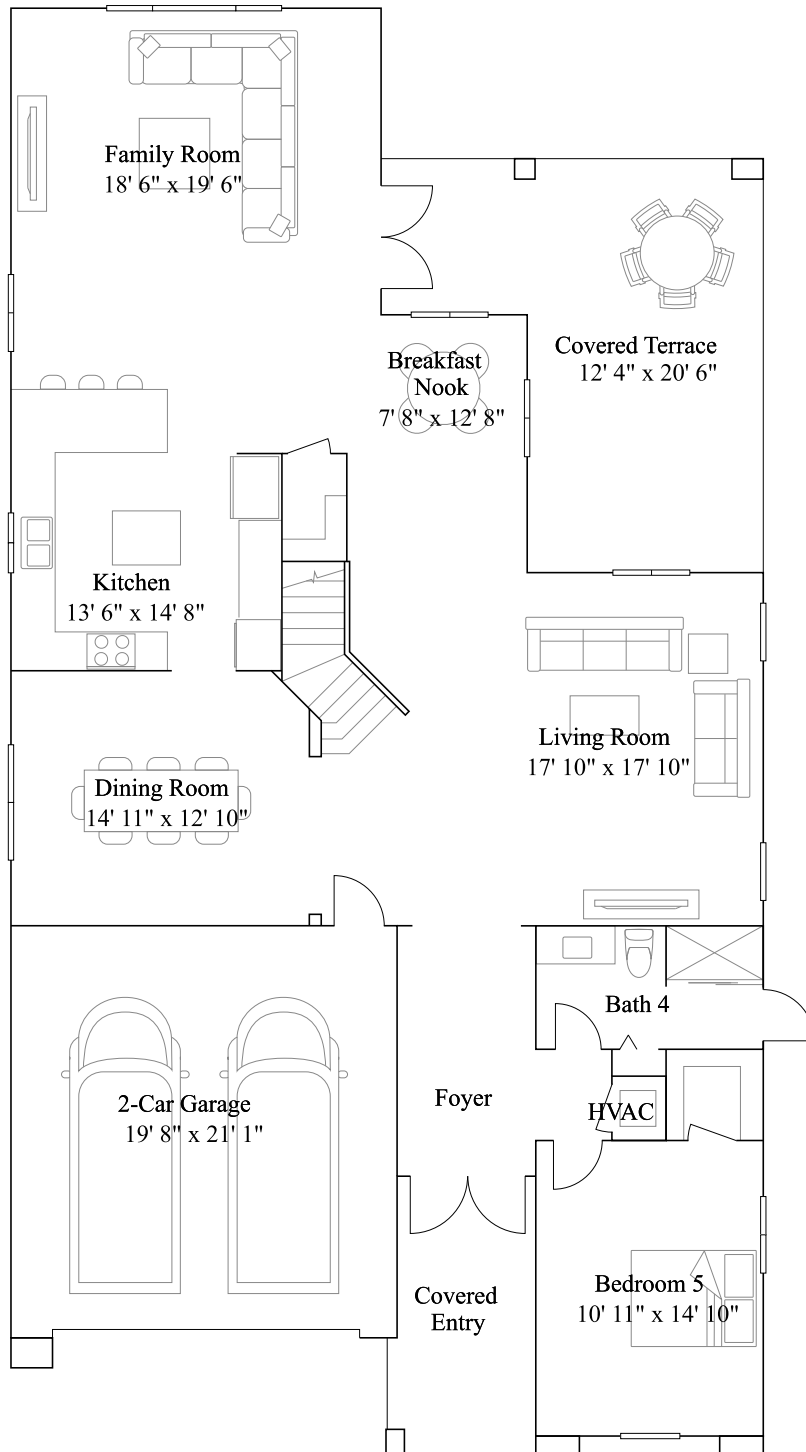 Family Room
18' 6" x 19' 6"
Covered Terrace
12' 4" x 20' 6"
Breakfast
Nook
7' 8" x 12' 8"
Kitchen
13' 6" x 14' 8"
Living Room
17' 10" x 17' 10"
Dining Room
14' 11" x 12' 10"
Bath 4
Foyer
HVAC
2-Car Garage
19' 8" x 21' 1"
Covered
Entry
Bedroom 5
10' 11" x 14' 10"